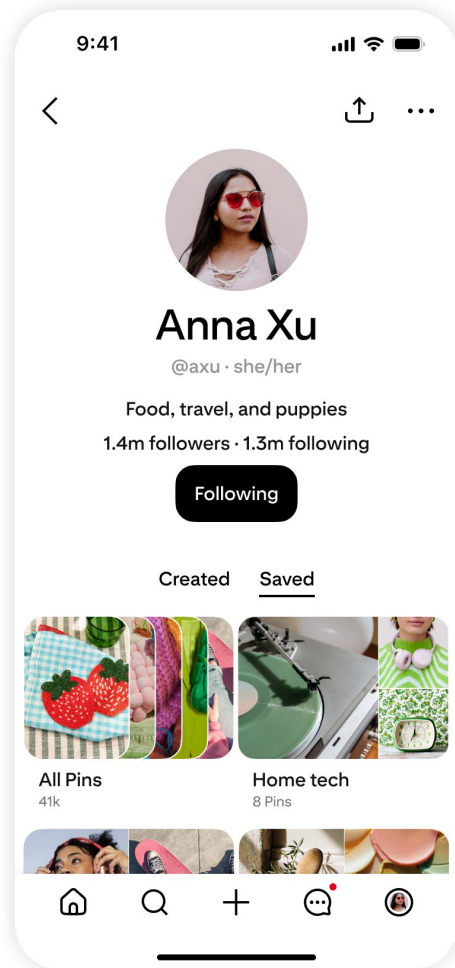 9:41
Anna Xu
@axu · she/her
Food, travel, and puppies
1.4m followers · 1.3m following
Following
Created Saved
All Pins
41k
Home tech
8 Pins